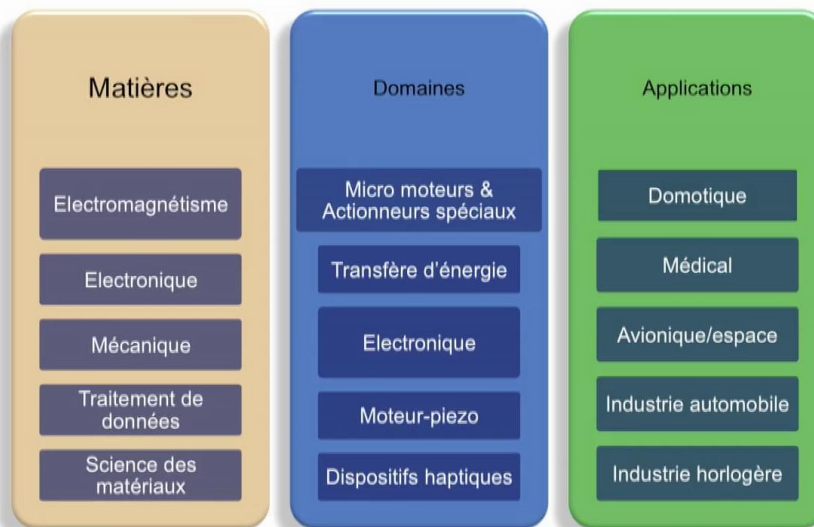 Matières
Electromagnétisme
Electronique
Mécanique
Traitement de
données
Science des
matériaux
Domaines
Micro moteurs &
Actionneurs spéciaux
Transfère d'énergie
Electronique
Moteur-piezo
Dispositifs haptiques
Applications
Domotique
Médical
Avionique/espace
Industrie automobile
Industrie horlogère